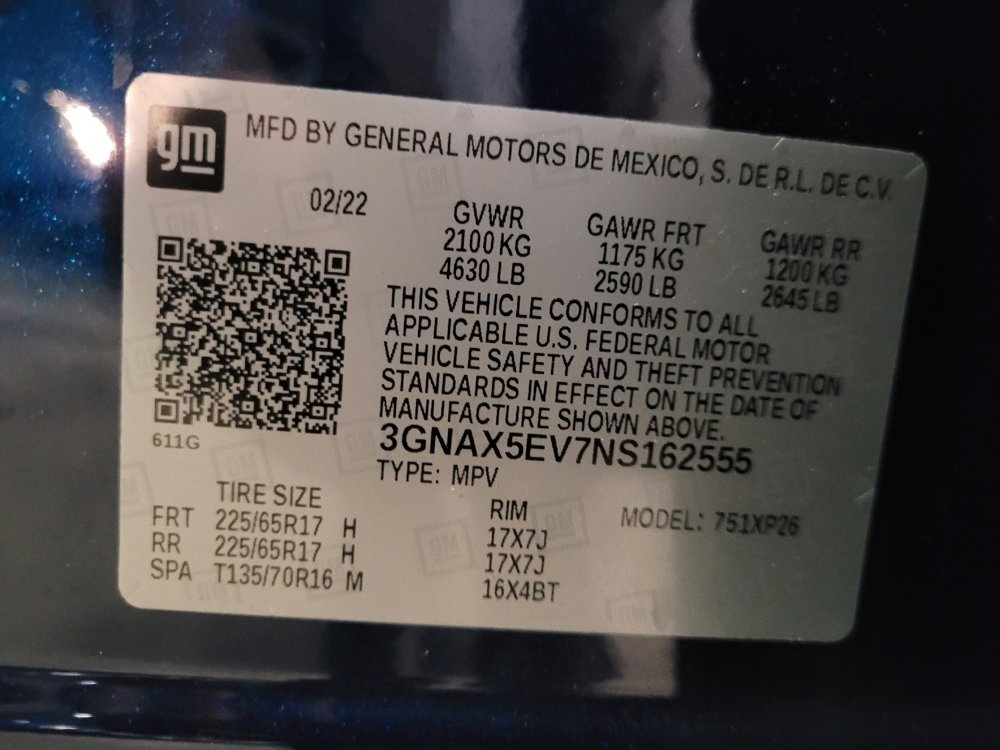 gm
MFD BY GENERAL MOTORS DE MEXICO, S. DE R.L. DE C.V.
02/22
GVWR GAWR FRT GAWR RR
2100 KG 1175 KG 1200 KG
4630 LB 2590 LB 2645 LB
THIS VEHICLE CONFORMS TO ALL
APPLICABLE U.S. FEDERAL MOTOR
VEHICLE SAFETY AND THEFT PREVENTION
STANDARDS IN EFFECT ON THE DATE OF
MANUFACTURE SHOWN ABOVE.
611G
3GNAX5EV7NS162555
TYPE: MPV
TIRE SIZE RIM MODEL: 751XP26
FRT 225/65R17 H 17X7J
RR 225/65R17 H 17X7J
SPA T135/70R16 M 16X4BT